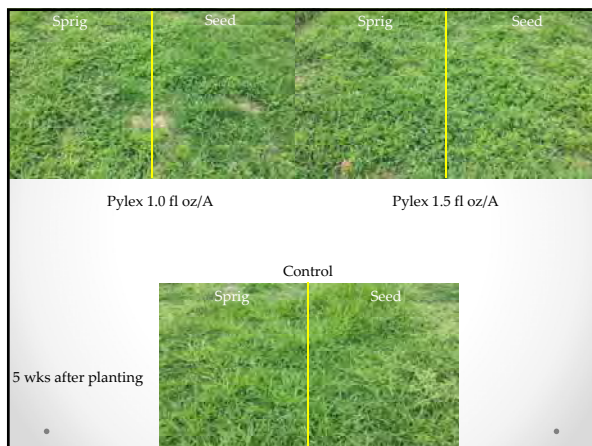 Sprig Seed Sprig Seed
Pylex 1.0 fl oz/A Pylex 1.5 fl oz/A
Control
Sprig Seed
5 wks after planting